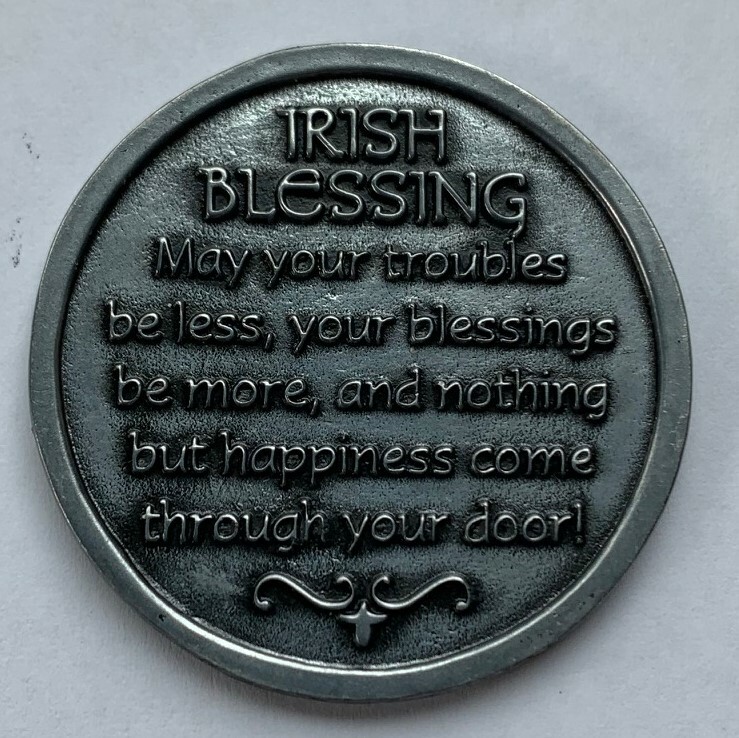 IRISH
BLESSING
May your troubles
be less, your blessings
be more, and nothing
but happiness come
through your door!